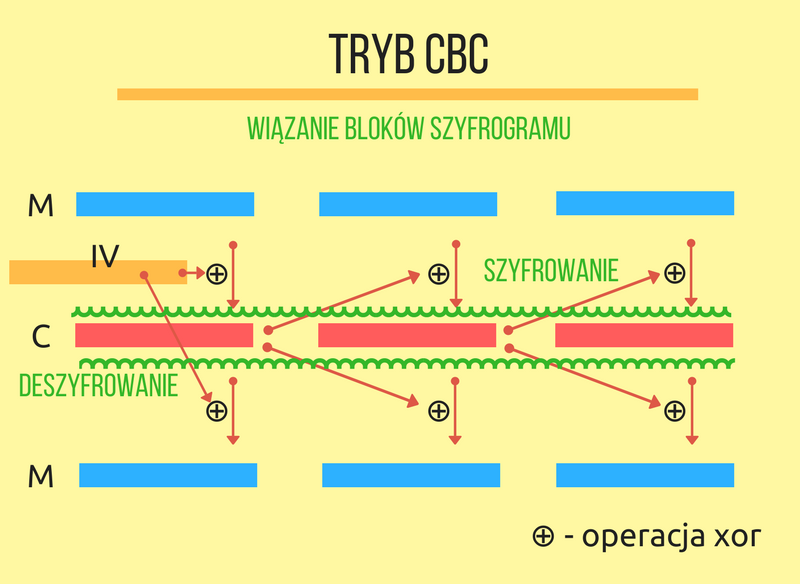 TRYB CBC
WIĄZANIE BLOKÓW SZYFROGRAMU
M
IV
⊕
⊕
SZYFROWANIE
⊕
C
DESZYFROWANIE
⊕
⊕
⊕
M
⊕ - operacja xor